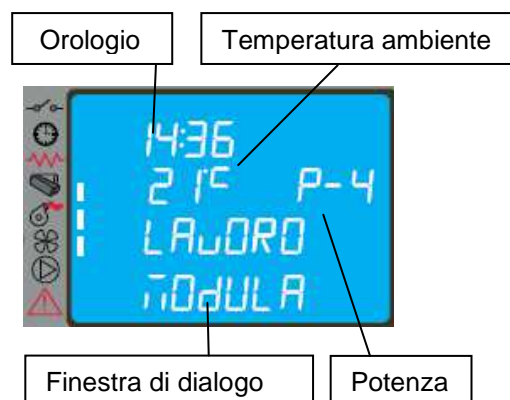 Orologio
Temperatura ambiente
14:36
21°C P-4
LAvORO
MOdULA
Finestra di dialogo
Potenza